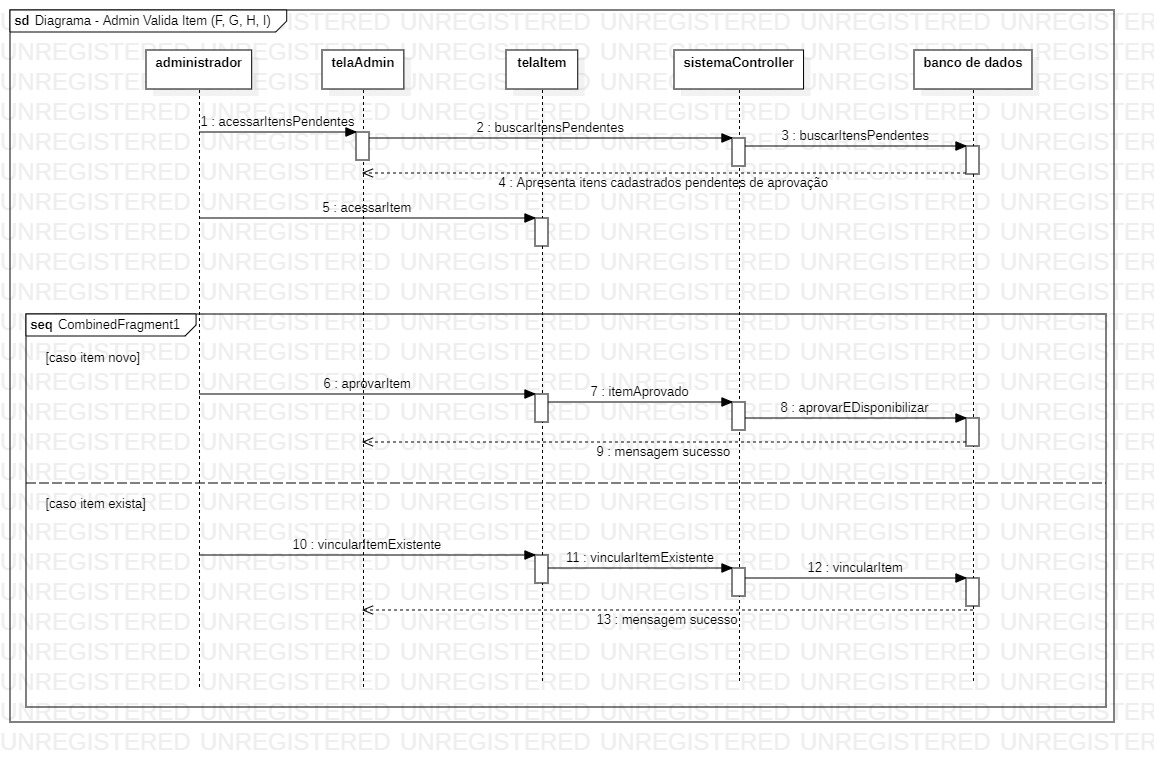 sd Diagrama - Admin Valida Item (F, G, H, I)
administrador telaAdmin telaItem sistemaController banco de dados
1 : acessarItensPendentes
2 : buscarItensPendentes
3 : buscarItensPendentes
4 : Apresenta itens cadastrados pendentes de aprovação
5 : acessarItem
seq CombinedFragment1
[caso item novo]
6 : aprovarItem
7 : itemAprovado
8 : aprovarEDisponibilizar
9 : mensagem sucesso
[caso item exista]
10 : vincularItemExistente
11 : vincularItemExistente
12 : vincularItem
13 : mensagem sucesso
UNREGISTERED UNREGISTERED UNREGISTERED UNREGISTERED UNREGISTERED UNREGISTERED